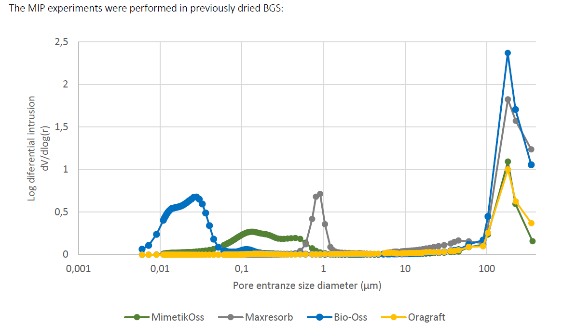 The MIP experiments were performed in previously dried BGS:
2,5
2
1,5
1
0,5
0
Log diferential intrusion
dV/dlog(r)
0,001
0,01
0,1
1
10
100
Pore entranze size diameter (μm)
MimetikOss
Maxresorb
Bio-Oss
Oragraft